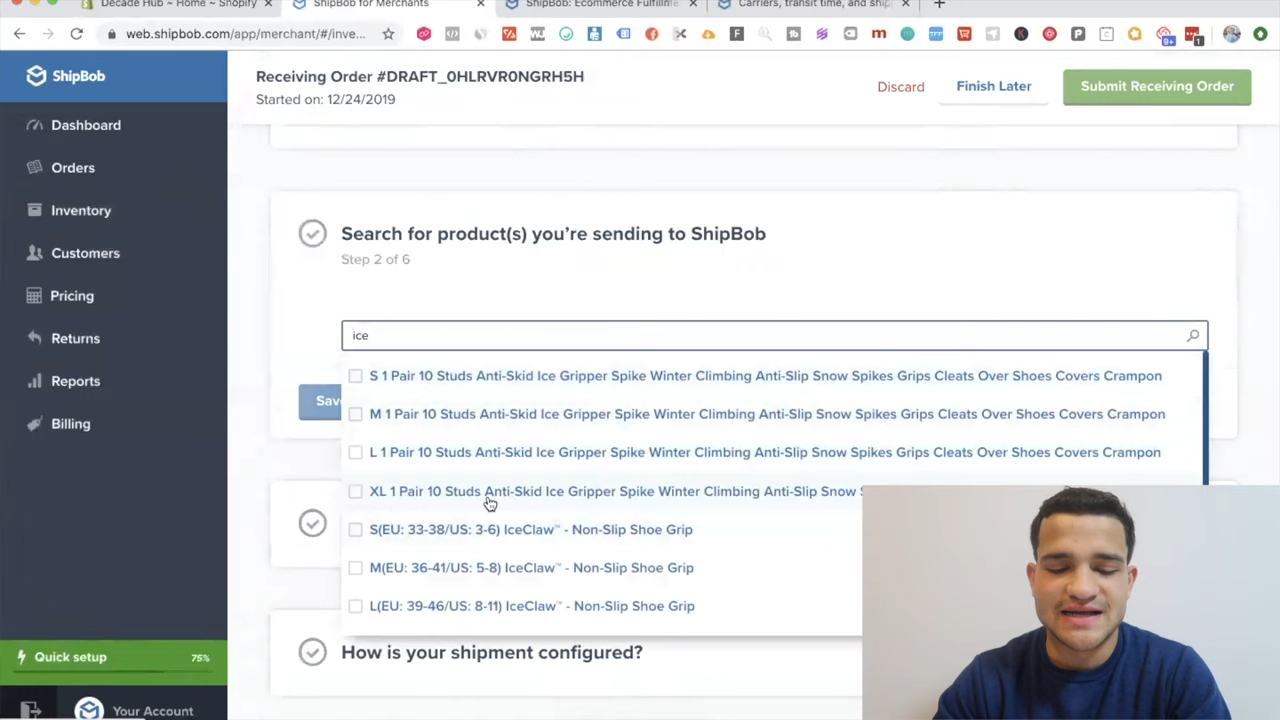 Decade Hub ~ Home ~ Shopify
ShipBob for Merchants
ShipBob: Ecommerce Fulfillme
Carriers, transit time, and ship
web.shipbob.com/app/merchant/#/inve...
ShipBob
Receiving Order #DRAFT_0HLRVR0NGRH5H
Started on: 12/24/2019
Discard
Finish Later
Submit Receiving Order
Dashboard
Orders
Inventory
Customers
Pricing
Returns
Reports
Billing
Search for product(s) you're sending to ShipBob
Step 2 of 6
ice
Save
S 1 Pair 10 Studs Anti-Skid Ice Gripper Spike Winter Climbing Anti-Slip Snow Spikes Grips Cleats Over Shoes Covers Crampon
M 1 Pair 10 Studs Anti-Skid Ice Gripper Spike Winter Climbing Anti-Slip Snow Spikes Grips Cleats Over Shoes Covers Crampon
L 1 Pair 10 Studs Anti-Skid Ice Gripper Spike Winter Climbing Anti-Slip Snow Spikes Grips Cleats Over Shoes Covers Crampon
XL 1 Pair 10 Studs Anti-Skid Ice Gripper Spike Winter Climbing Anti-Slip Snow S
S(EU: 33-38/US: 3-6) IceClaw™ - Non-Slip Shoe Grip
M(EU: 36-41/US: 5-8) IceClaw™ - Non-Slip Shoe Grip
L(EU: 39-46/US: 8-11) IceClaw™ - Non-Slip Shoe Grip
How is your shipment configured?
Quick setup 75%
Your Account